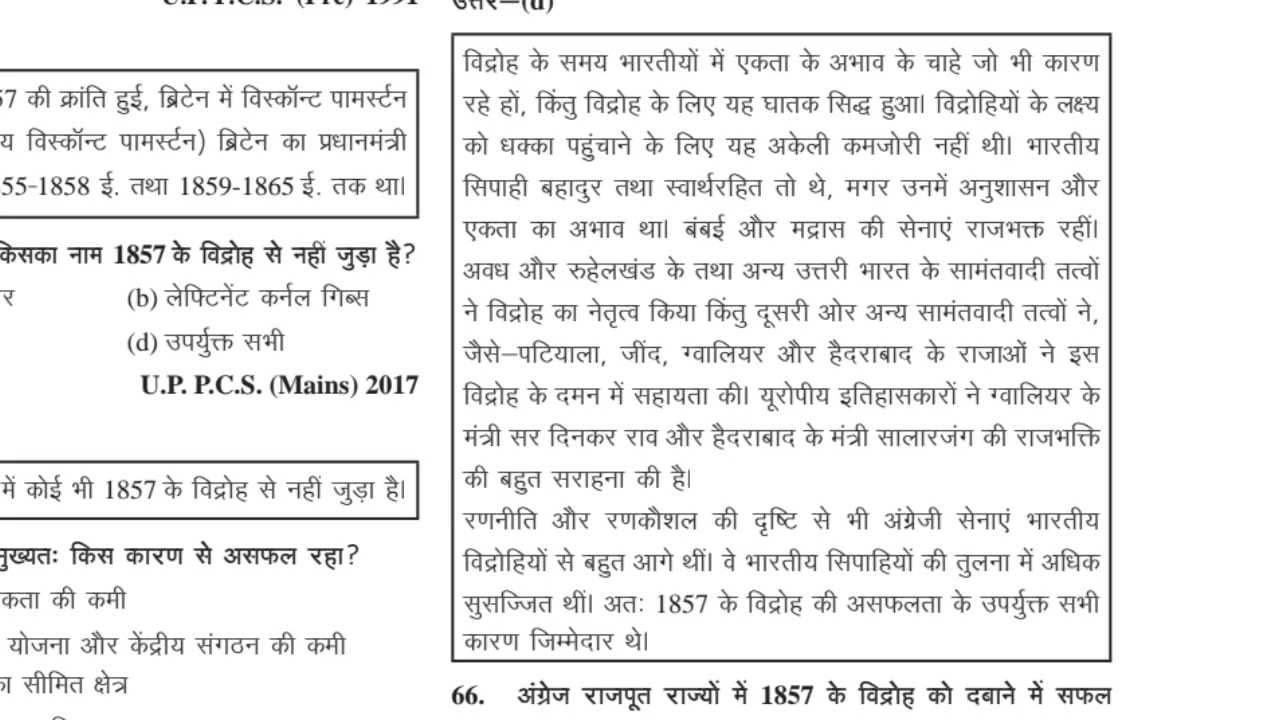 U.P.P.C.S. (Pre) 1991
57 की क्रांति हुई, ब्रिटेन में विस्कॉन्ट पामर्स्टन
य विस्कॉन्ट पामर्स्टन) ब्रिटेन का प्रधानमंत्री
55-1858 ई. तथा 1859-1865 ई. तक था।
किसका नाम 1857 के विद्रोह से नहीं जुड़ा है?
र (b) लेफ्टिनेंट कर्नल गिब्स
(d) उपर्युक्त सभी
U.P. P.C.S. (Mains) 2017
में कोई भी 1857 के विद्रोह से नहीं जुड़ा है।
मुख्यतः किस कारण से असफल रहा?
कता की कमी
योजना और केंद्रीय संगठन की कमी
का सीमित क्षेत्र
उत्तर—(d)
विद्रोह के समय भारतीयों में एकता के अभाव के चाहे जो भी कारण
रहे हों, किंतु विद्रोह के लिए यह घातक सिद्ध हुआ। विद्रोहियों के लक्ष्य
को धक्का पहुंचाने के लिए यह अकेली कमजोरी नहीं थी। भारतीय
सिपाही बहादुर तथा स्वार्थरहित तो थे, मगर उनमें अनुशासन और
एकता का अभाव था। बंबई और मद्रास की सेनाएं राजभक्त रहीं।
अवध और रुहेलखंड के तथा अन्य उत्तरी भारत के सामंतवादी तत्वों
ने विद्रोह का नेतृत्व किया किंतु दूसरी ओर अन्य सामंतवादी तत्वों ने,
जैसे—पटियाला, जींद, ग्वालियर और हैदराबाद के राजाओं ने इस
विद्रोह के दमन में सहायता की। यूरोपीय इतिहासकारों ने ग्वालियर के
मंत्री सर दिनकर राव और हैदराबाद के मंत्री सालारजंग की राजभक्ति
की बहुत सराहना की है।
रणनीति और रणकौशल की दृष्टि से भी अंग्रेजी सेनाएं भारतीय
विद्रोहियों से बहुत आगे थीं। वे भारतीय सिपाहियों की तुलना में अधिक
सुसज्जित थीं। अतः 1857 के विद्रोह की असफलता के उपर्युक्त सभी
कारण जिम्मेदार थे।
66. अंग्रेज राजपूत राज्यों में 1857 के विद्रोह को दबाने में सफल